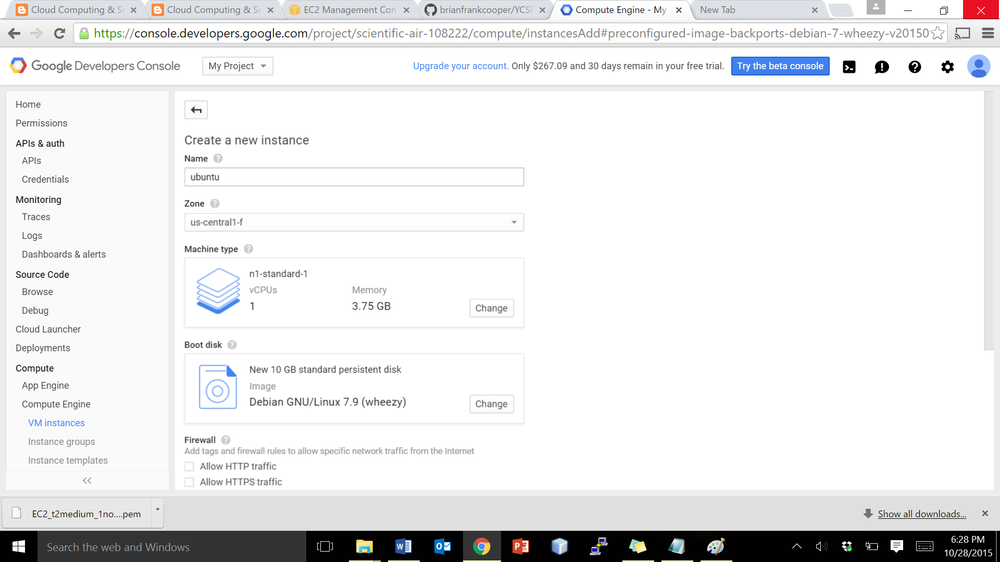 Cloud Computing & Sc
Cloud Computing & Sc
EC2 Management Con
brianfrankcooper/YCSE
Compute Engine - My
New Tab
https://console.developers.google.com/project/scientific-air-108222/compute/instancesAdd#preconfigured-image-backports-debian-7-wheezy-v20150
Google Developers Console
My Project
Upgrade your account. Only $267.09 and 30 days remain in your free trial.
Try the beta console
Home
Permissions
APIs & auth
APIs
Credentials
Monitoring
Traces
Logs
Dashboards & alerts
Source Code
Browse
Debug
Cloud Launcher
Deployments
Compute
App Engine
Compute Engine
VM instances
Instance groups
Instance templates
Create a new instance
Name
ubuntu
Zone
us-central1-f
Machine type
n1-standard-1
vCPUs Memory
1 3.75 GB
Change
Boot disk
New 10 GB standard persistent disk
Image
Debian GNU/Linux 7.9 (wheezy)
Change
Firewall
Add tags and firewall rules to allow specific network traffic from the Internet
Allow HTTP traffic
Allow HTTPS traffic
EC2_t2medium_1no....pem
Show all downloads...
Search the web and Windows
6:28 PM
10/28/2015